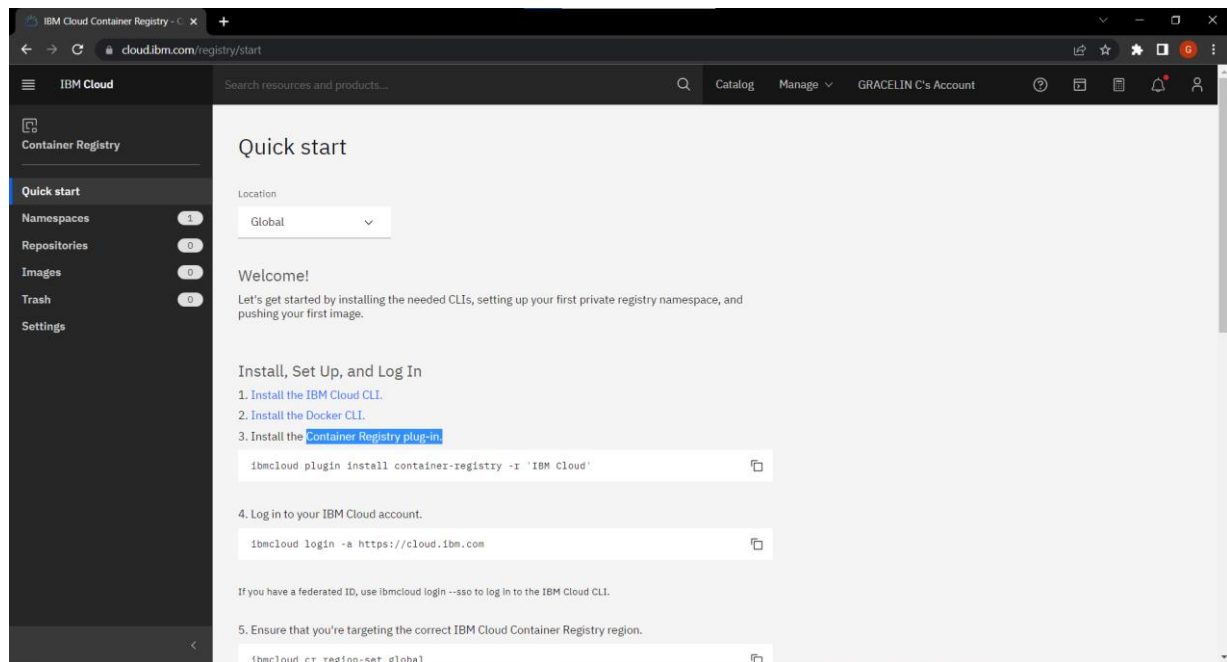 IBM Cloud Container Registry - C
cloud.ibm.com/registry/start
IBM Cloud
Search resources and products...
Catalog
Manage
GRACELIN C's Account
G
Container Registry
Quick start
Namespaces 1
Repositories 0
Images 0
Trash 0
Settings
Quick start
Location
Global
Welcome!
Let's get started by installing the needed CLIs, setting up your first private registry namespace, and
pushing your first image.
Install, Set Up, and Log In
1. Install the IBM Cloud CLI.
2. Install the Docker CLI.
3. Install the Container Registry plug-in.
ibmcloud plugin install container-registry -r 'IBM Cloud'
4. Log in to your IBM Cloud account.
ibmcloud login -a https://cloud.ibm.com
If you have a federated ID, use ibmcloud login --sso to log in to the IBM Cloud CLI.
5. Ensure that you're targeting the correct IBM Cloud Container Registry region.
ibmcloud cr region-set global